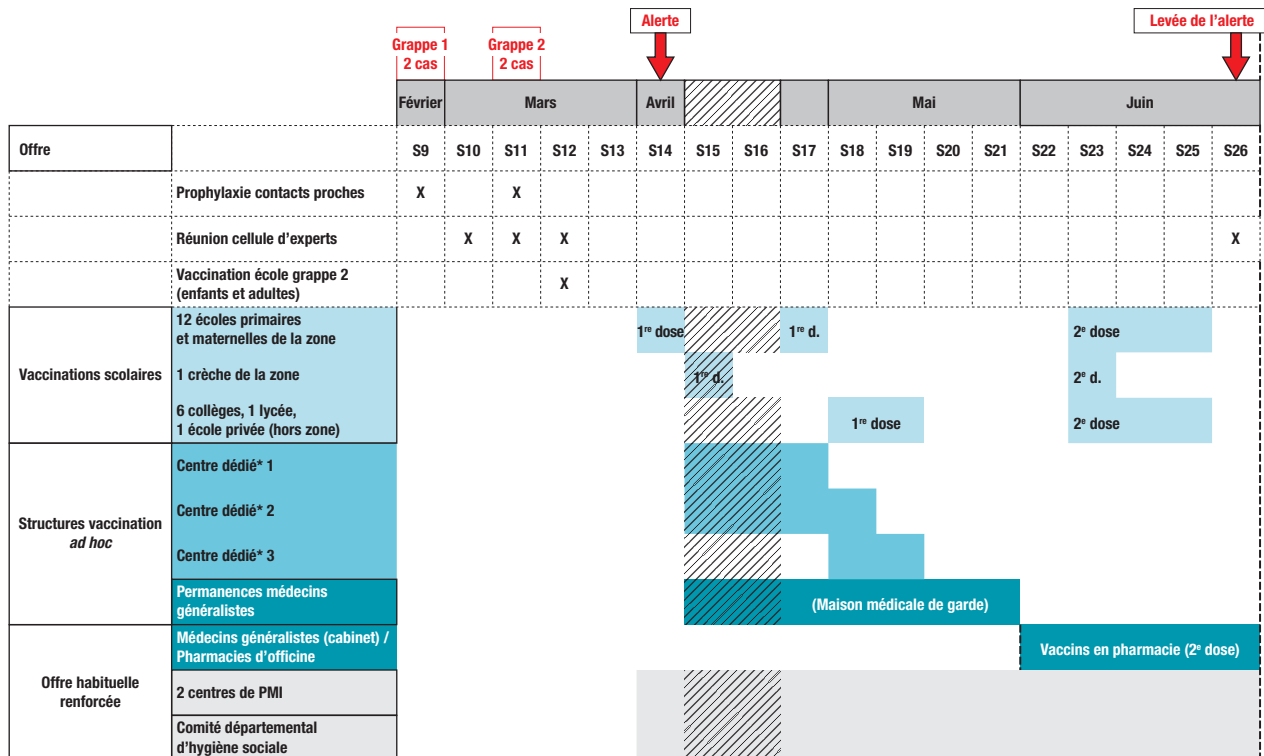 Alerte
Levée de l'alerte
Grappe 1
2 cas
Grappe 2
2 cas
Février Mars Avril Mai Juin
Offre S9 S10 S11 S12 S13 S14 S15 S16 S17 S18 S19 S20 S21 S22 S23 S24 S25 S26
Prophylaxie contacts proches X X
Réunion cellule d'experts X X X X
Vaccination école grappe 2
(enfants et adultes) X
Vaccinations scolaires
12 écoles primaires
et maternelles de la zone
1re dose 1re d. 2e dose
1 crèche de la zone 1re d. 2e d.
6 collèges, 1 lycée,
1 école privée (hors zone)
1re dose 2e dose
Structures vaccination
ad hoc
Centre dédié* 1
Centre dédié* 2
Centre dédié* 3
Permanences médecins
généralistes
(Maison médicale de garde)
Offre habituelle
renforcée
Médecins généralistes (cabinet) /
Pharmacies d'officine
Vaccins en pharmacie (2e dose)
2 centres de PMI
Comité départemental
d'hygiène sociale